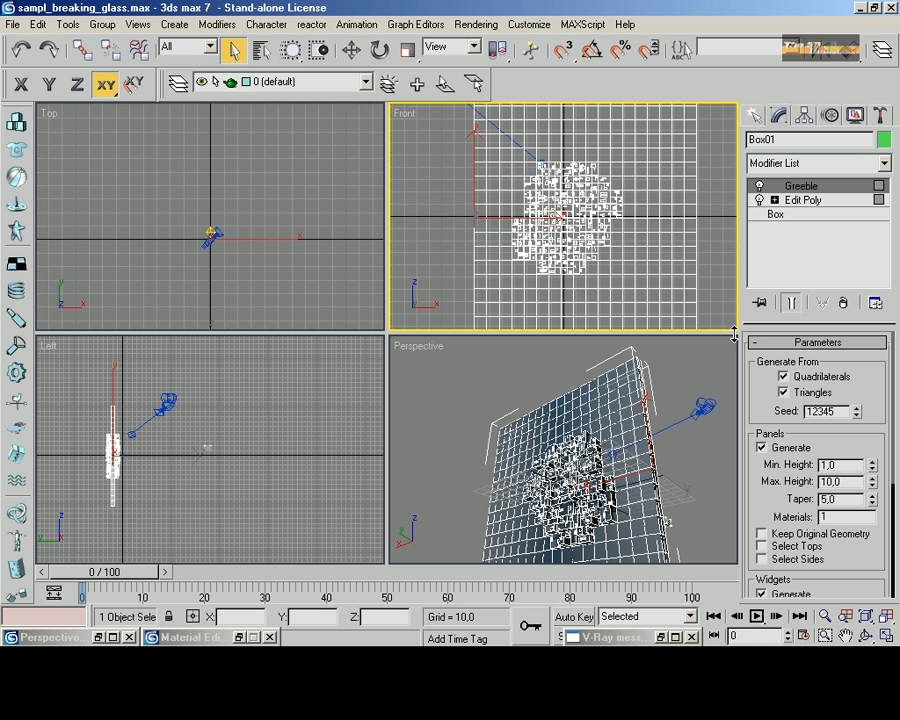 sampl_breaking_glass.max - 3ds max 7 - Stand-alone License
File Edit Tools Group Views Create Modifiers Character reactor Animation Graph Editors Rendering Customize MAXScript Help
All View ABC
X Y Z XY XY 0 (default)
Top Front
Box01
Modifier List
Greeble
Edit Poly
Box
Left Perspective
Parameters
Generate From
Quadrilaterals
Triangles
Seed: 12345
Panels
Generate
Min. Height: 1,0
Max. Height: 10,0
Taper: 5,0
Materials: 1
Keep Original Geometry
Select Tops
Select Sides
Widgets
Generate
0 / 100
0 10 20 30 40 50 60 70 80 90 100
1 Object Sele X: Y: Z: Grid = 10,0 Auto Key Selected
Perspective Material Edi Add Time Tag V-Ray mess 0